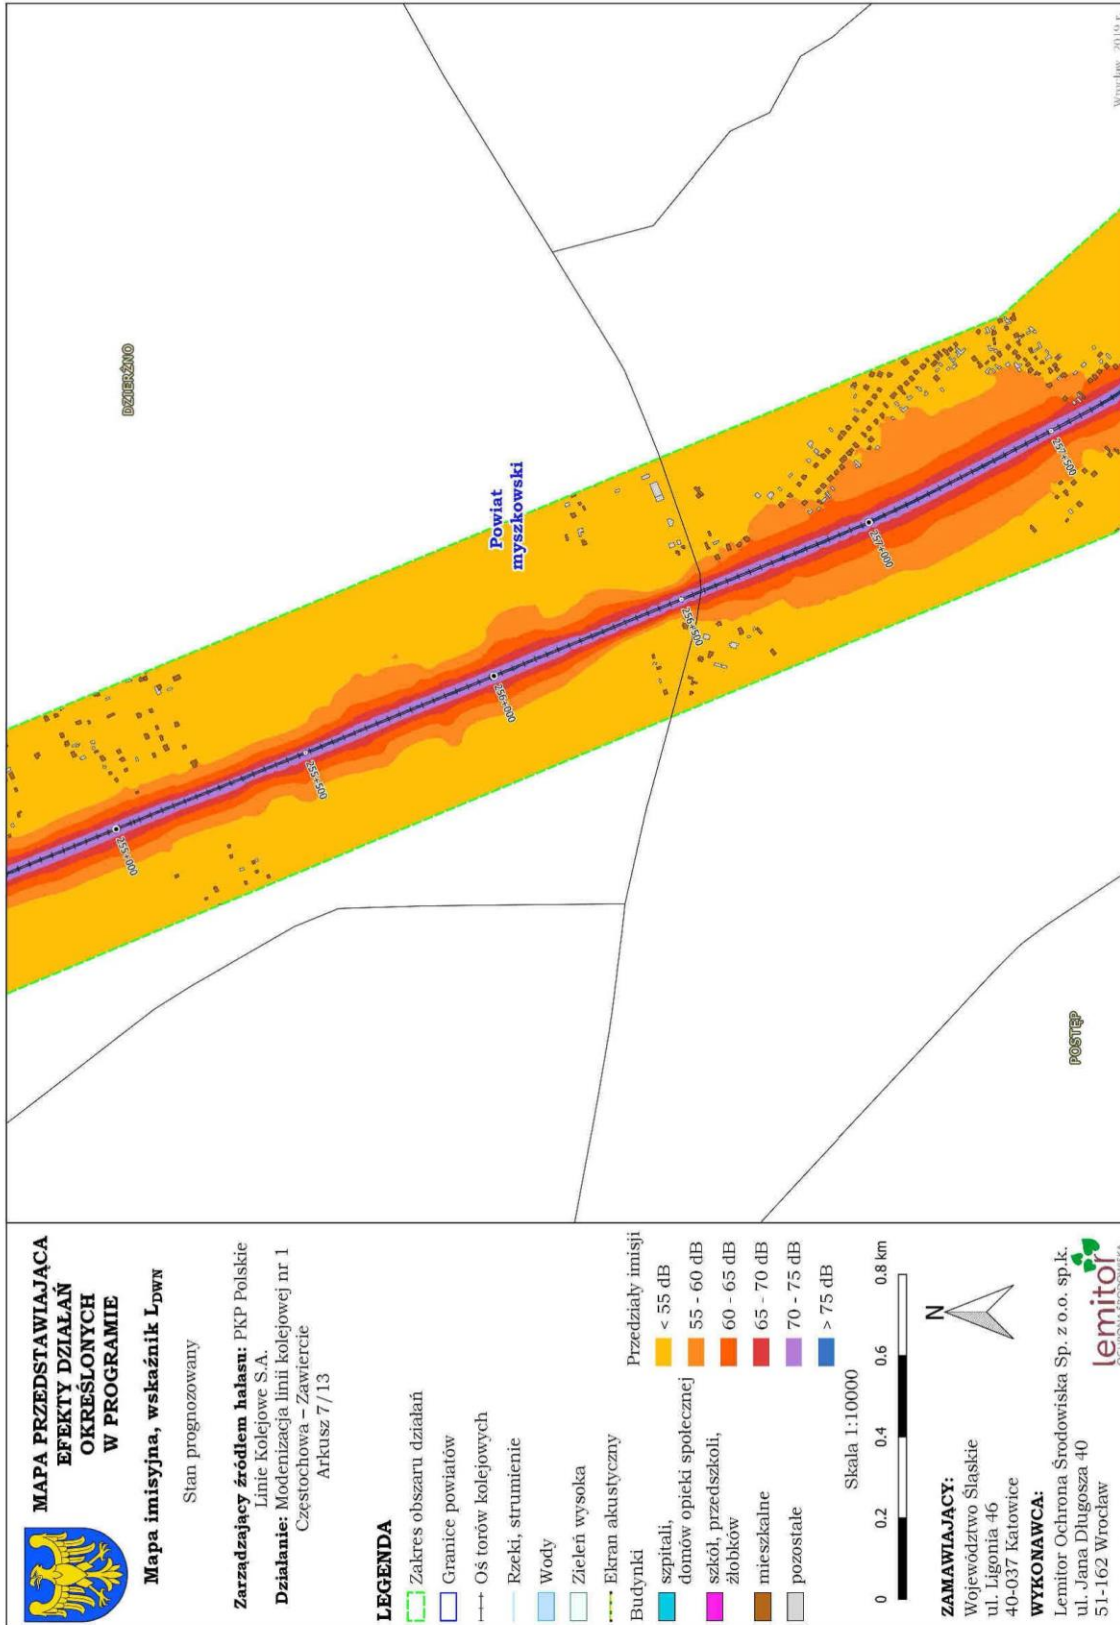 MAPA PRZEDSTAWIAJĄCA
EFEKTY DZIAŁAŃ
OKREŚLONYCH
W PROGRAMIE
Mapa imisyjna, wskaźnik LDWN
Stan prognozowany
Zarządzający źródłem hałasu: PKP Polskie
Linie Kolejowe S.A.
Działanie: Modernizacja linii kolejowej nr 1
Częstochowa – Zawiercie
Arkusz 7/13
LEGENDA
Zakres obszaru działań
Granice powiatów
Oś torów kolejowych
Rzeki, strumienie
Wody
Zieleń wysoka
Ekran akustyczny
Budynki
szpitali,
domów opieki społecznej
szkół, przedszkoli,
żłobków
mieszkalne
pozostałe
Przedziały imisji
< 55 dB
55 - 60 dB
60 - 65 dB
65 - 70 dB
70 - 75 dB
> 75 dB
Skala 1:10000
0 0.2 0.4 0.6 0.8 km
N
ZAMAWIAJĄCY:
Województwo Śląskie
ul. Ligonia 46
40-037 Katowice
WYKONAWCA:
Lemitor Ochrona Środowiska Sp. z o.o. sp.k.
ul. Jana Długosza 40
51-162 Wrocław
lemitor
DZIERŻNO
Powiat
myszkowski
POSTĘP
255+000
255+500
256+000
256+500
257+000
257+500
Wrocław, 2019 r.